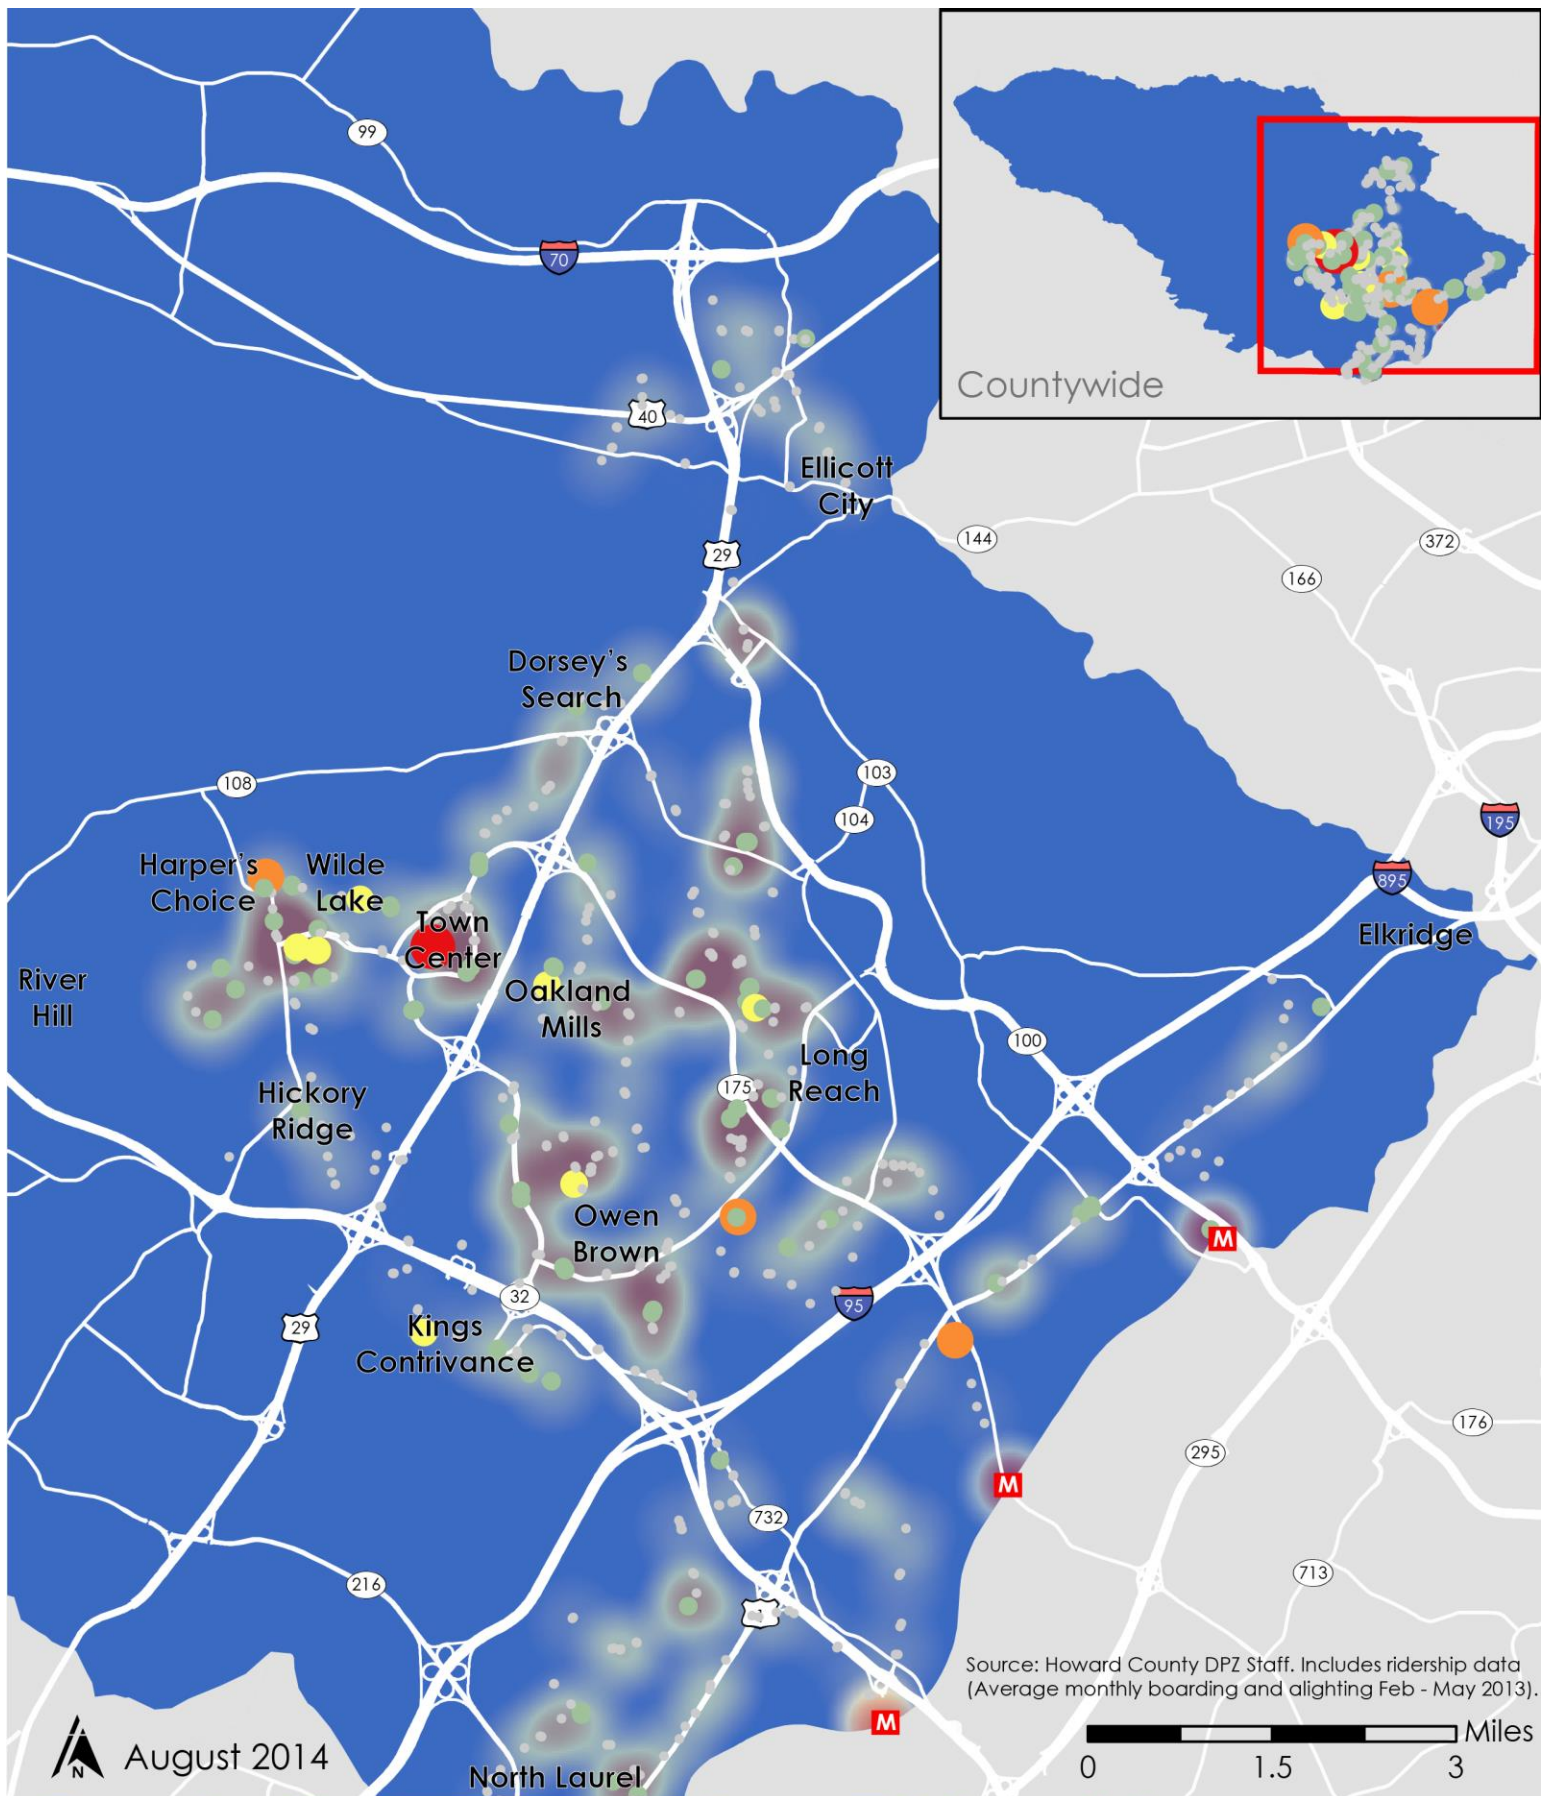 99
70
Countywide
40
Ellicott
City
29
144
372
166
Dorsey's
Search
103
108
104
195
Harper's
Choice
Wilde
Lake
895
Town
Center
Elkridge
River
Hill
Oakland
Mills
100
Long
Reach
175
Hickory
Ridge
Owen
Brown
M
32
95
29
Kings
Contrivance
176
295
M
732
713
216
1
Source: Howard County DPZ Staff. Includes ridership data
(Average monthly boarding and alighting Feb - May 2013).
M
Miles
0 1.5 3
N
August 2014
North Laurel